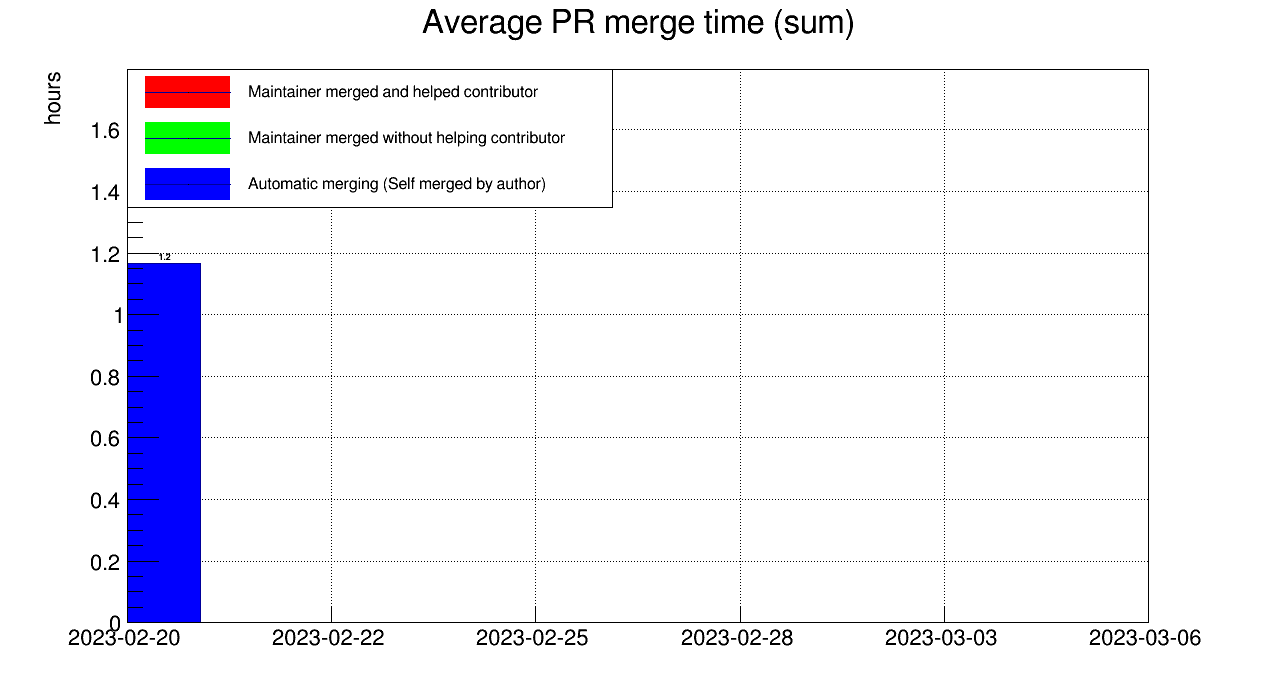 Average PR merge time (sum)
hours
Maintainer merged and helped contributor
Maintainer merged without helping contributor
Automatic merging (Self merged by author)
1.6
1.4
1.2
1.2
1
0.8
0.6
0.4
0.2
0
2023-02-20 2023-02-22 2023-02-25 2023-02-28 2023-03-03 2023-03-06